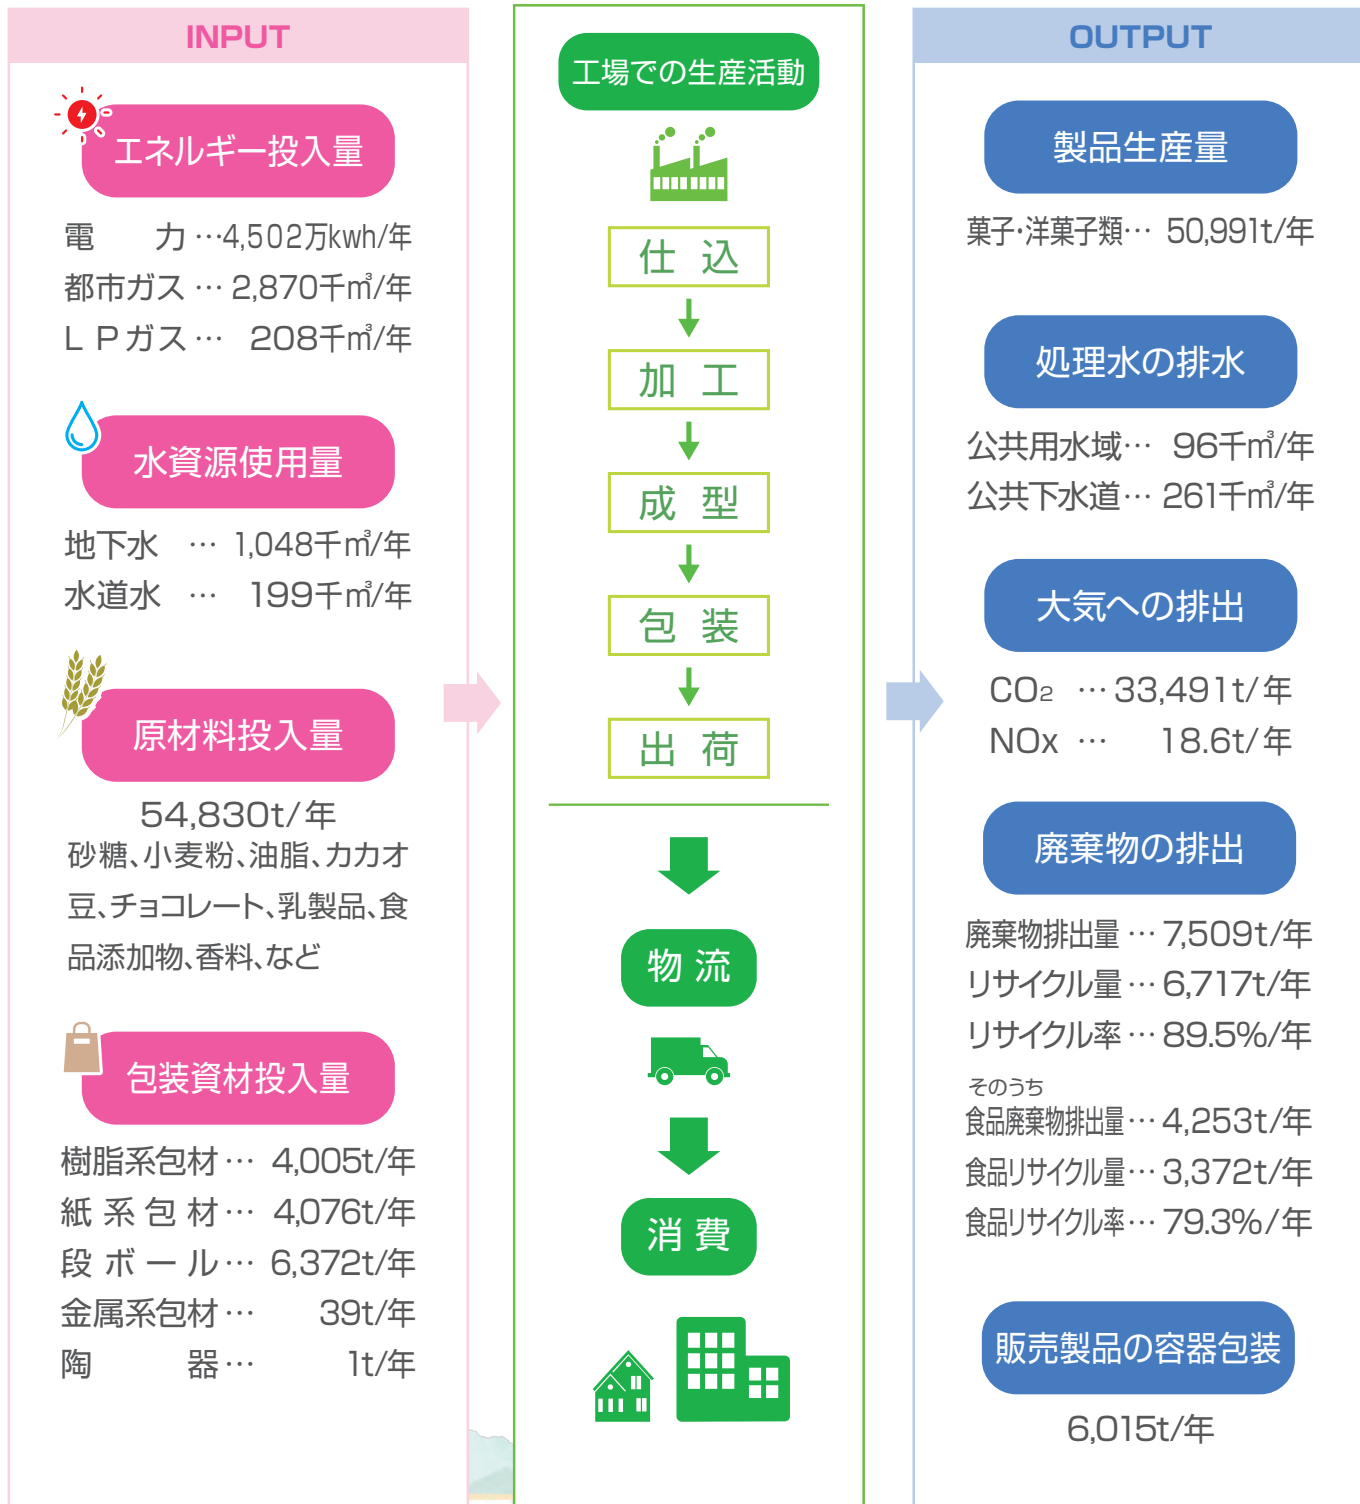 INPUT
エネルギー投入量
電　力…4,502万kwh/年
都市ガス…2,870千㎥/年
LPガス… 208千㎥/年
水資源使用量
地下水 … 1,048千㎥/年
水道水 … 199千㎥/年
原材料投入量
54,830t/年
砂糖、小麦粉、油脂、カカオ
豆、チョコレート、乳製品、食
品添加物、香料、など
包装資材投入量
樹脂系包材… 4,005t/年
紙系包材… 4,076t/年
段ボール… 6,372t/年
金属系包材… 39t/年
陶　器… 1t/年
工場での生産活動
仕込
加工
成型
包装
出荷
物流
消費
OUTPUT
製品生産量
菓子・洋菓子類… 50,991t/年
処理水の排水
公共用水域… 96千㎥/年
公共下水道… 261千㎥/年
大気への排出
CO₂ …33,491t/年
NOx … 18.6t/年
廃棄物の排出
廃棄物排出量…7,509t/年
リサイクル量…6,717t/年
リサイクル率…89.5%/年
そのうち
食品廃棄物排出量…4,253t/年
食品リサイクル量…3,372t/年
食品リサイクル率…79.3%/年
販売製品の容器包装
6,015t/年